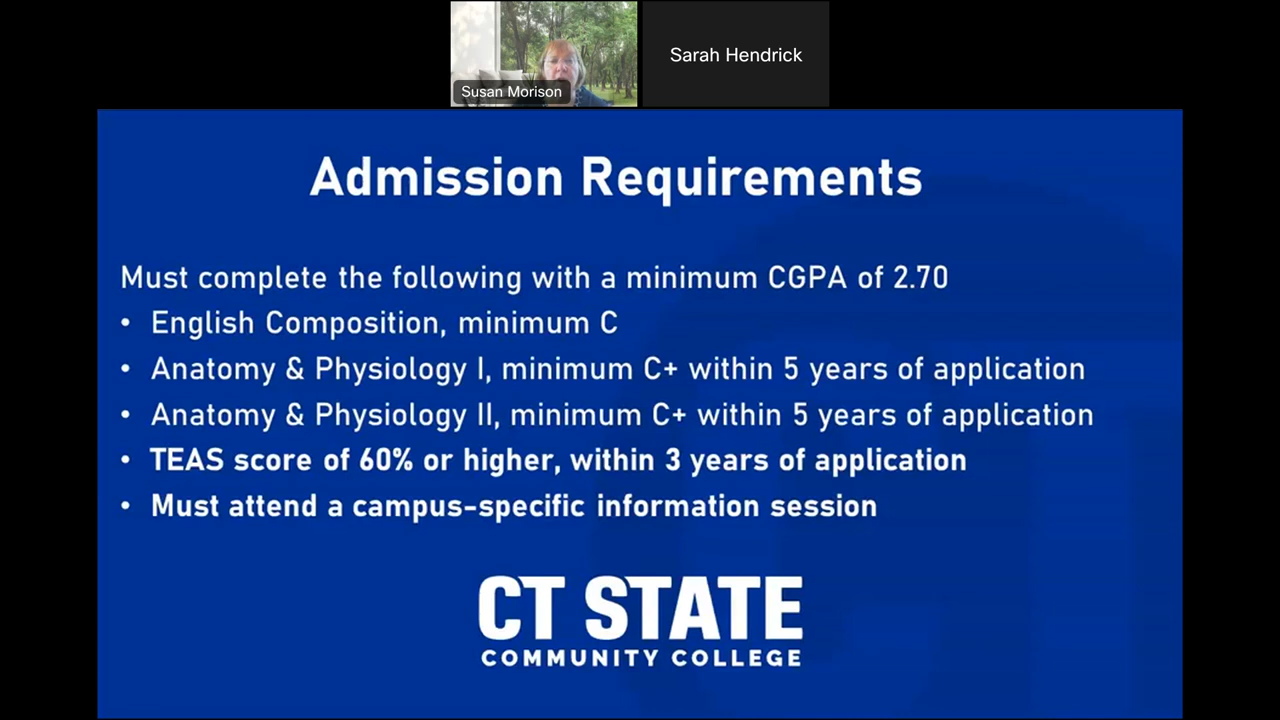 Susan Morison
Sarah Hendrick
Admission Requirements
Must complete the following with a minimum CGPA of 2.70
• English Composition, minimum C
• Anatomy & Physiology I, minimum C+ within 5 years of application
• Anatomy & Physiology II, minimum C+ within 5 years of application
• TEAS score of 60% or higher, within 3 years of application
• Must attend a campus-specific information session
CT STATE
COMMUNITY COLLEGE